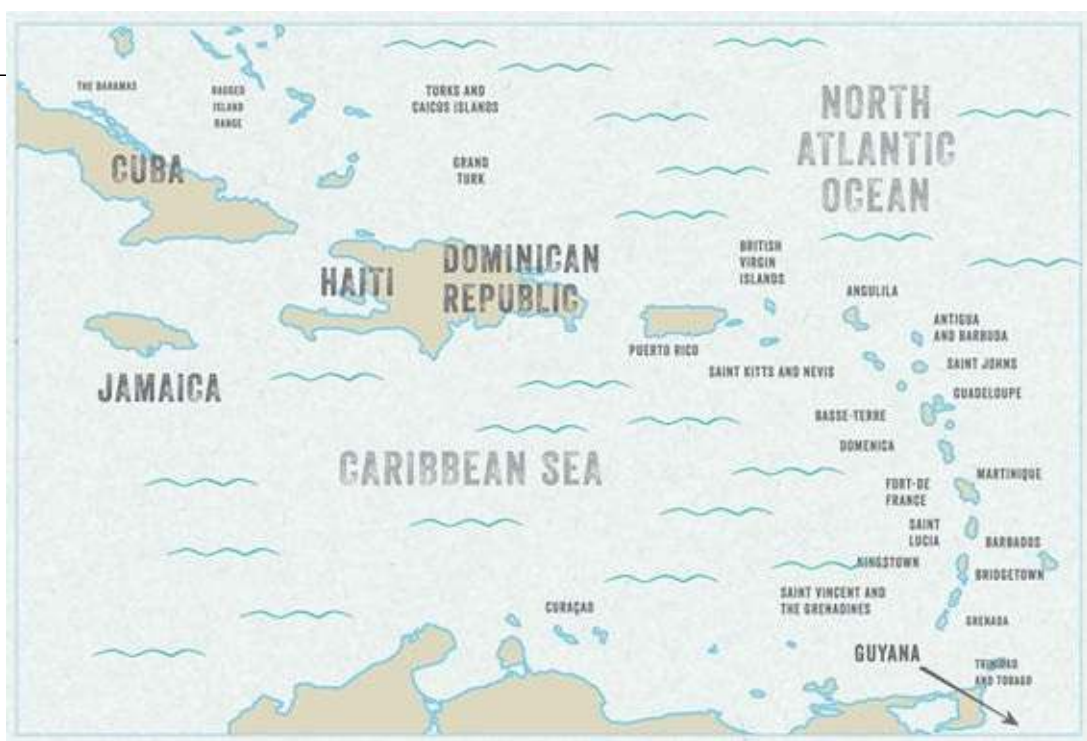 THE BAHAMAS
RAGGED
ISLAND
RANGE
TURKS AND
CAICOS ISLANDS
NORTH
ATLANTIC
OCEAN
CUBA
GRAND
TURK
HAITI
DOMINICAN
REPUBLIC
BRITISH
VIRGIN
ISLANDS
ANGULILA
ANTIGUA
AND BARBUDA
PUERTO RICO
SAINT KITTS AND NEVIS
SAINT JOHNS
JAMAICA
GUADELOUPE
BASSE-TERRE
DOMENICA
CARIBBEAN SEA
MARTINIQUE
FORT-DE
FRANCE
SAINT
LUCIA
BARBADOS
KINGSTOWN
BRIDGETOWN
SAINT VINCENT AND
THE GRENADINES
CURAÇAO
GRENADA
GUYANA
TRINIDAD
AND TOBAGO